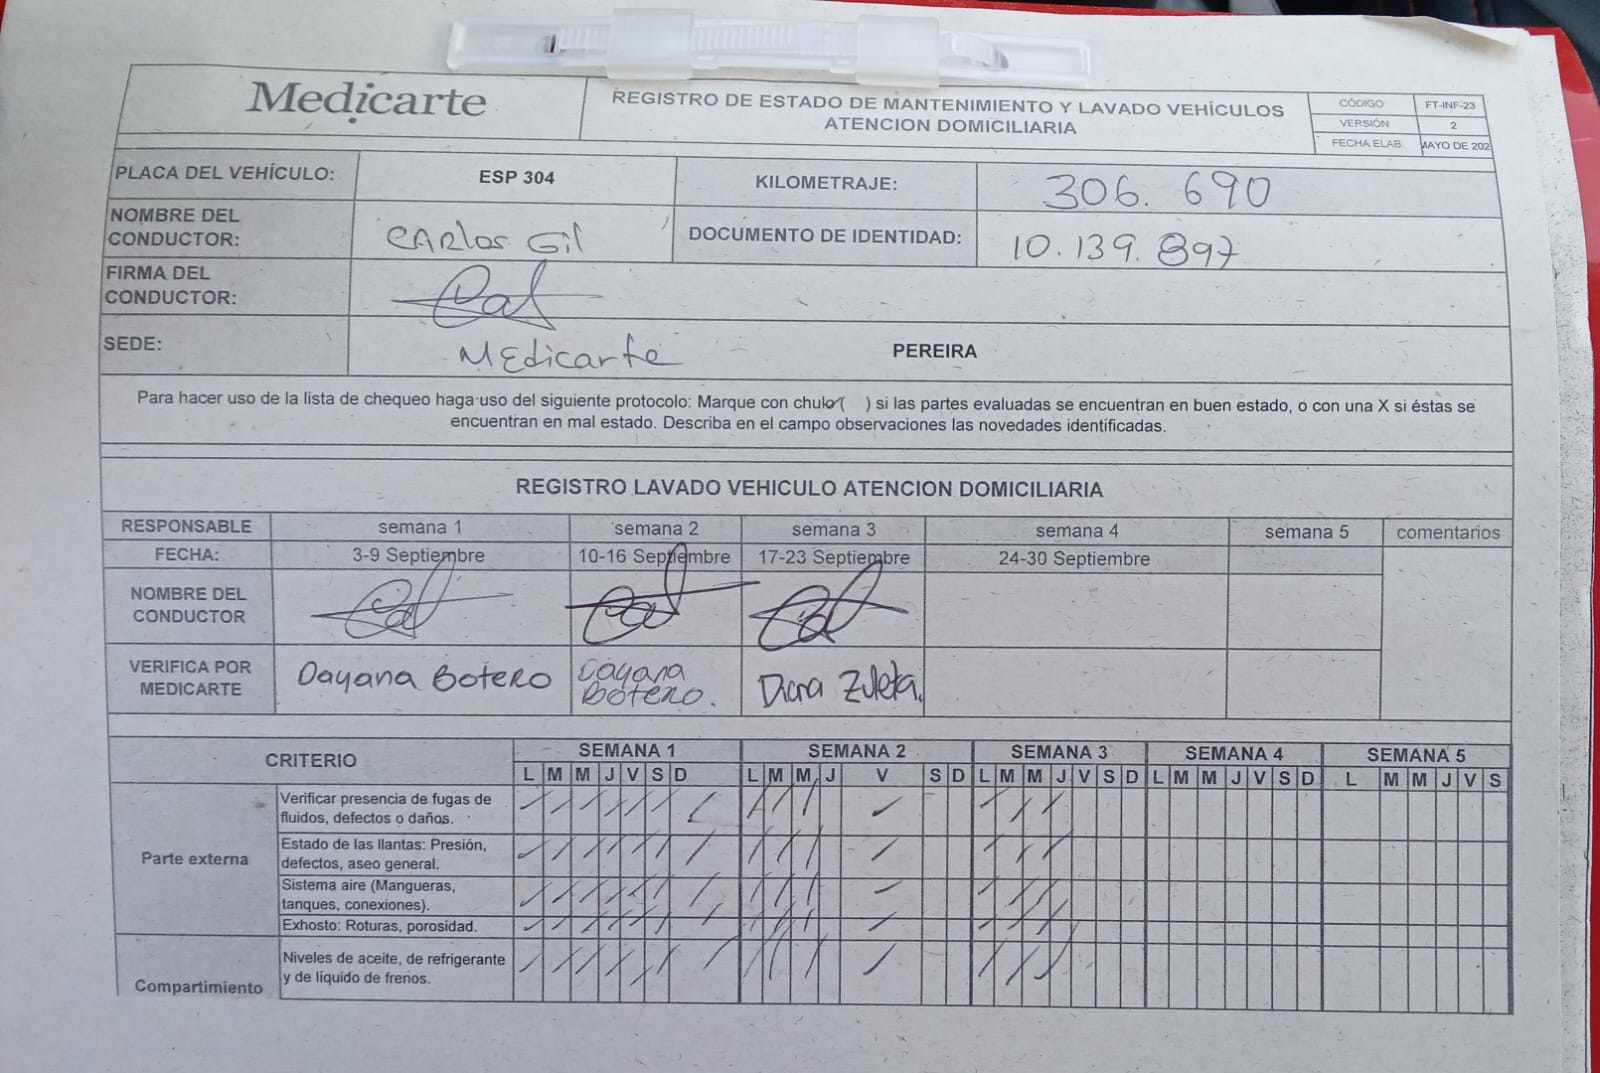 Medicarte
REGISTRO DE ESTADO DE MANTENIMIENTO Y LAVADO VEHÍCULOS
ATENCION DOMICILIARIA
CÓDIGO FT-INF-23
VERSIÓN 2
FECHA ELAB MAYO DE 202
PLACA DEL VEHÍCULO: ESP 304 KILOMETRAJE: 306.690
NOMBRE DEL
CONDUCTOR: CARlos Gil DOCUMENTO DE IDENTIDAD: 10.139.897
FIRMA DEL
CONDUCTOR:
SEDE: MEdicarte PEREIRA
Para hacer uso de la lista de chequeo haga uso del siguiente protocolo: Marque con chulo ( ) si las partes evaluadas se encuentran en buen estado, o con una X si éstas se
encuentran en mal estado. Describa en el campo observaciones las novedades identificadas.
REGISTRO LAVADO VEHICULO ATENCION DOMICILIARIA
RESPONSABLE semana 1 semana 2 semana 3 semana 4 semana 5 comentarios
FECHA: 3-9 Septiembre 10-16 Septiembre 17-23 Septiembre 24-30 Septiembre
NOMBRE DEL
CONDUCTOR
VERIFICA POR
MEDICARTE Dayana Botero Dayana Botero. Diana Zuleta.
CRITERIO SEMANA 1 SEMANA 2 SEMANA 3 SEMANA 4 SEMANA 5
L M M J V S D L M M J V S D L M M J V S D L M M J V S D L M M J V S
Parte externa
Verificar presencia de fugas de
fluidos, defectos o daños.
Estado de las llantas: Presión,
defectos, aseo general.
Sistema aire (Mangueras,
tanques, conexiones).
Exhosto: Roturas, porosidad.
Compartimiento
Niveles de aceite, de refrigerante
y de líquido de frenos.